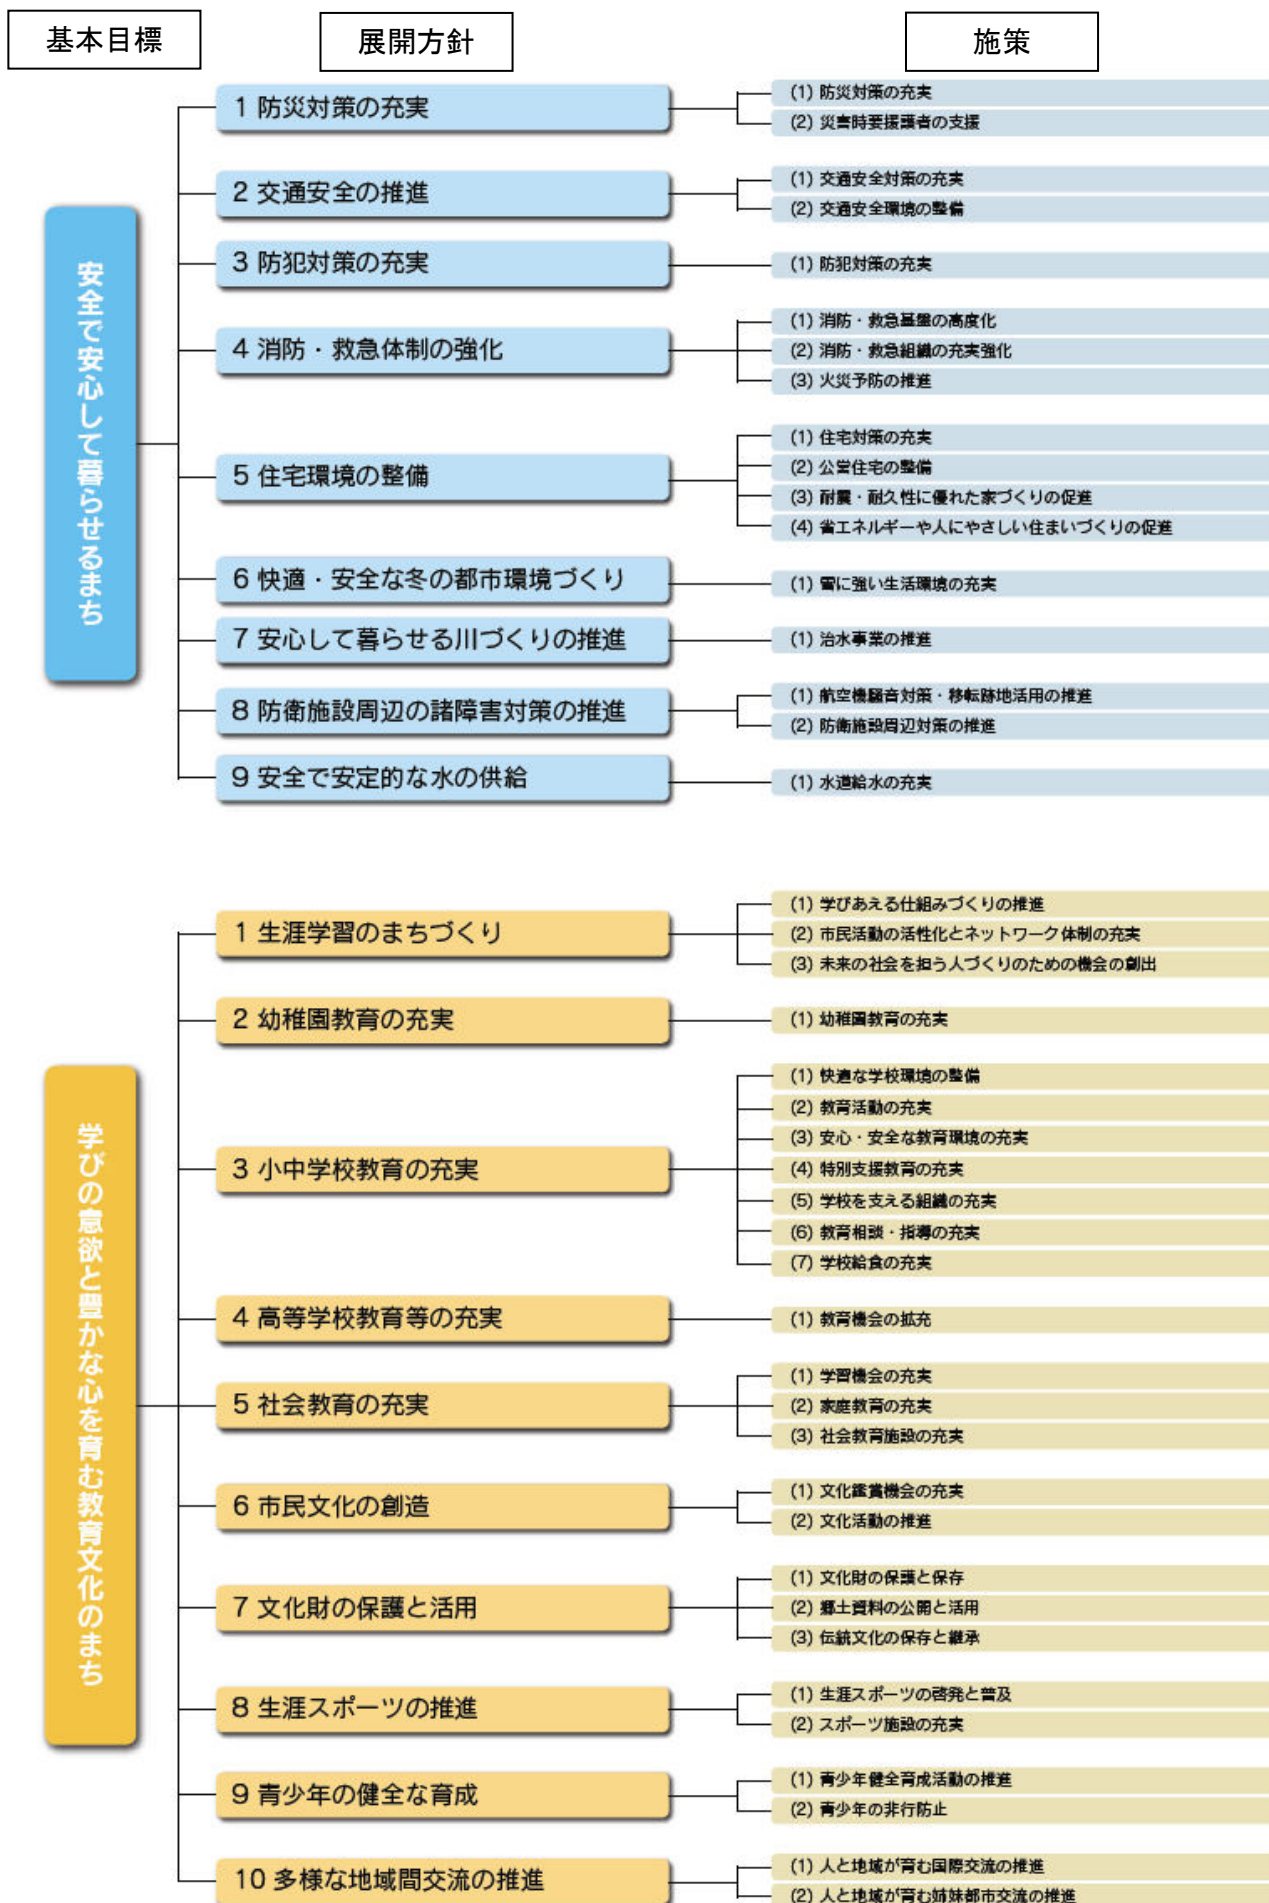 基本目標
展開方針
施策
安全で安心して暮らせるまち
1 防災対策の充実
(1) 防災対策の充実
(2) 災害時要援護者の支援
2 交通安全の推進
(1) 交通安全対策の充実
(2) 交通安全環境の整備
3 防犯対策の充実
(1) 防犯対策の充実
4 消防・救急体制の強化
(1) 消防・救急基盤の高度化
(2) 消防・救急組織の充実強化
(3) 火災予防の推進
5 住宅環境の整備
(1) 住宅対策の充実
(2) 公営住宅の整備
(3) 耐震・耐久性に優れた家づくりの促進
(4) 省エネルギーや人にやさしい住まいづくりの促進
6 快適・安全な冬の都市環境づくり
(1) 雪に強い生活環境の充実
7 安心して暮らせる川づくりの推進
(1) 治水事業の推進
8 防衛施設周辺の諸障害対策の推進
(1) 航空機騒音対策・移転跡地活用の推進
(2) 防衛施設周辺対策の推進
9 安全で安定的な水の供給
(1) 水道給水の充実
学びの意欲と豊かな心を育む教育文化のまち
1 生涯学習のまちづくり
(1) 学びあえる仕組みづくりの推進
(2) 市民活動の活性化とネットワーク体制の充実
(3) 未来の社会を担う人づくりのための機会の創出
2 幼稚園教育の充実
(1) 幼稚園教育の充実
3 小中学校教育の充実
(1) 快適な学校環境の整備
(2) 教育活動の充実
(3) 安心・安全な教育環境の充実
(4) 特別支援教育の充実
(5) 学校を支える組織の充実
(6) 教育相談・指導の充実
(7) 学校給食の充実
4 高等学校教育等の充実
(1) 教育機会の拡充
5 社会教育の充実
(1) 学習機会の充実
(2) 家庭教育の充実
(3) 社会教育施設の充実
6 市民文化の創造
(1) 文化鑑賞機会の充実
(2) 文化活動の推進
7 文化財の保護と活用
(1) 文化財の保護と保存
(2) 郷土資料の公開と活用
(3) 伝統文化の保存と継承
8 生涯スポーツの推進
(1) 生涯スポーツの啓発と普及
(2) スポーツ施設の充実
9 青少年の健全な育成
(1) 青少年健全育成活動の推進
(2) 青少年の非行防止
10 多様な地域間交流の推進
(1) 人と地域が育む国際交流の推進
(2) 人と地域が育む姉妹都市交流の推進